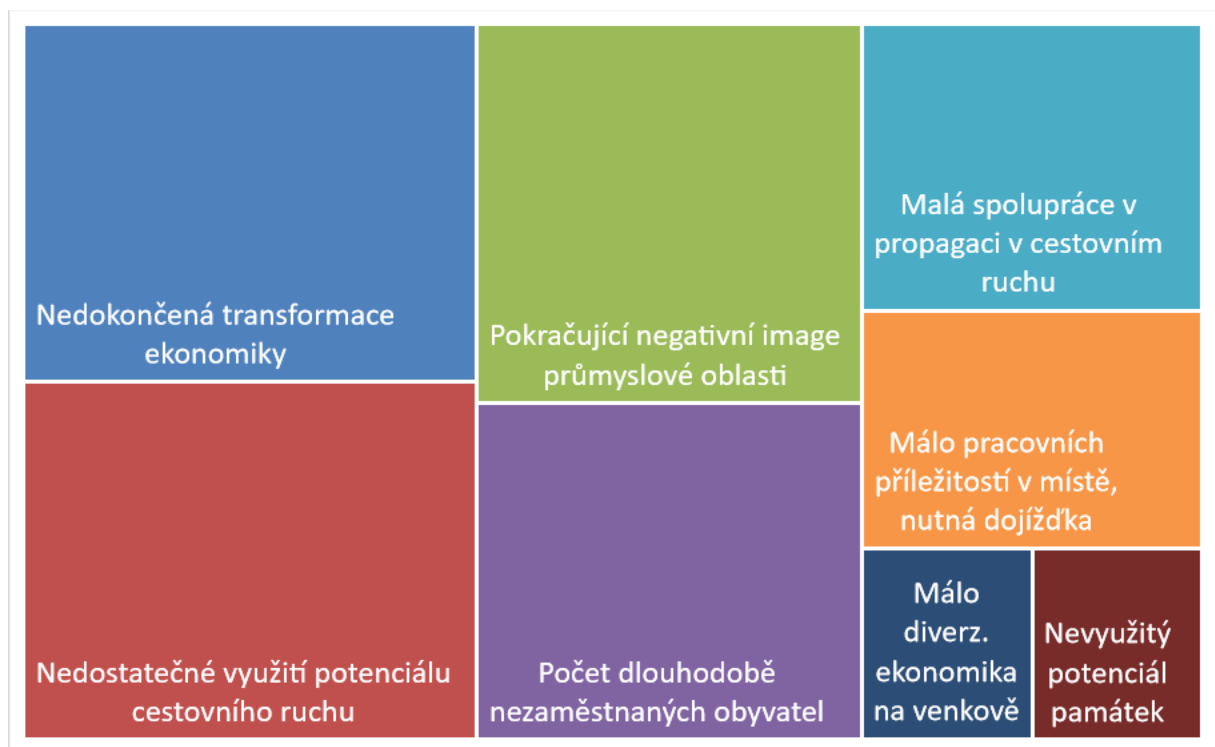 Nedokončená transformace
ekonomiky
Nedostatečné využití potenciálu
cestovního ruchu
Pokračující negativní image
průmyslové oblasti
Počet dlouhodobě
nezaměstnaných obyvatel
Malá spolupráce v
propagaci v cestovním
ruchu
Málo pracovních
příležitostí v místě,
nutná dojížďka
Málo
diverz.
ekonomika
na venkově
Nevyužitý
potenciál
památek